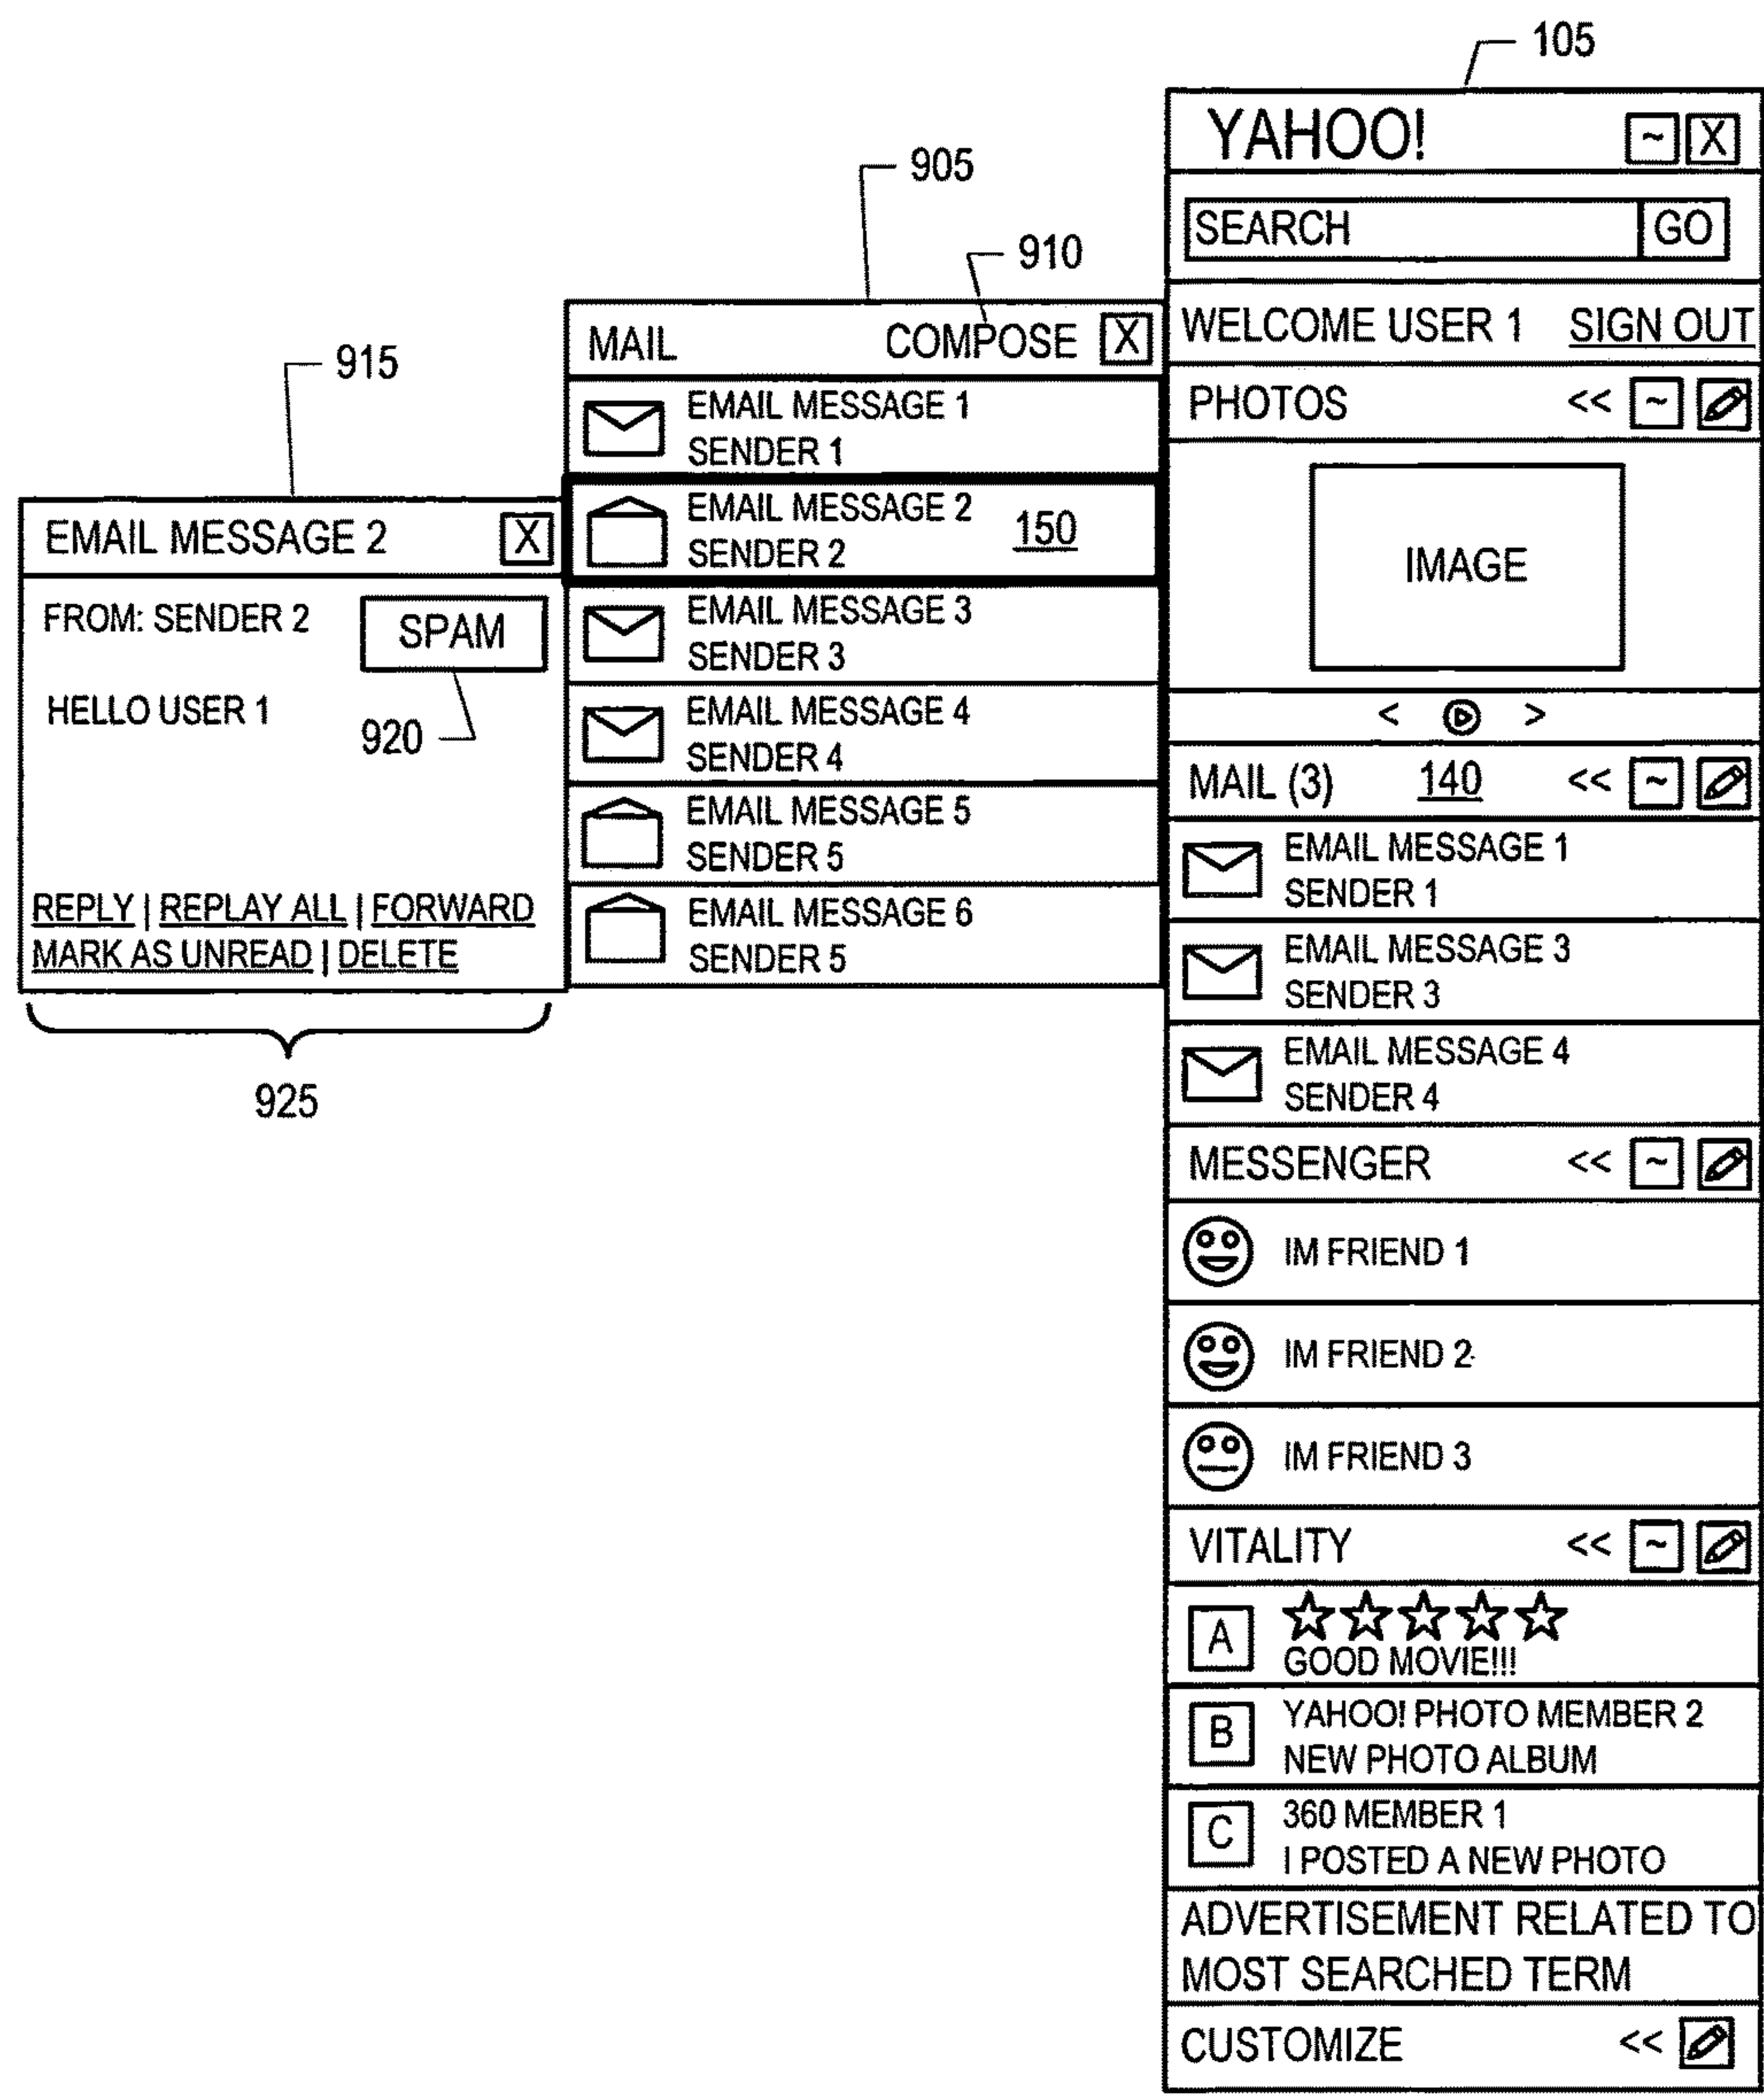 105
YAHOO! ~ X
SEARCH GO
WELCOME USER 1 SIGN OUT
PHOTOS << ~
IMAGE
< >
MAIL (3) 140 << ~
EMAIL MESSAGE 1
SENDER 1
EMAIL MESSAGE 3
SENDER 3
EMAIL MESSAGE 4
SENDER 4
MESSENGER << ~
IM FRIEND 1
IM FRIEND 2
IM FRIEND 3
VITALITY << ~
A
GOOD MOVIE!!!
B YAHOO! PHOTO MEMBER 2
NEW PHOTO ALBUM
C 360 MEMBER 1
I POSTED A NEW PHOTO
ADVERTISEMENT RELATED TO
MOST SEARCHED TERM
CUSTOMIZE <<
905
910
MAIL COMPOSE X
EMAIL MESSAGE 1
SENDER 1
EMAIL MESSAGE 2 150
SENDER 2
EMAIL MESSAGE 3
SENDER 3
EMAIL MESSAGE 4
SENDER 4
EMAIL MESSAGE 5
SENDER 5
EMAIL MESSAGE 6
SENDER 5
915
EMAIL MESSAGE 2 X
FROM: SENDER 2 SPAM
HELLO USER 1
920
REPLY | REPLAY ALL | FORWARD
MARK AS UNREAD | DELETE
925